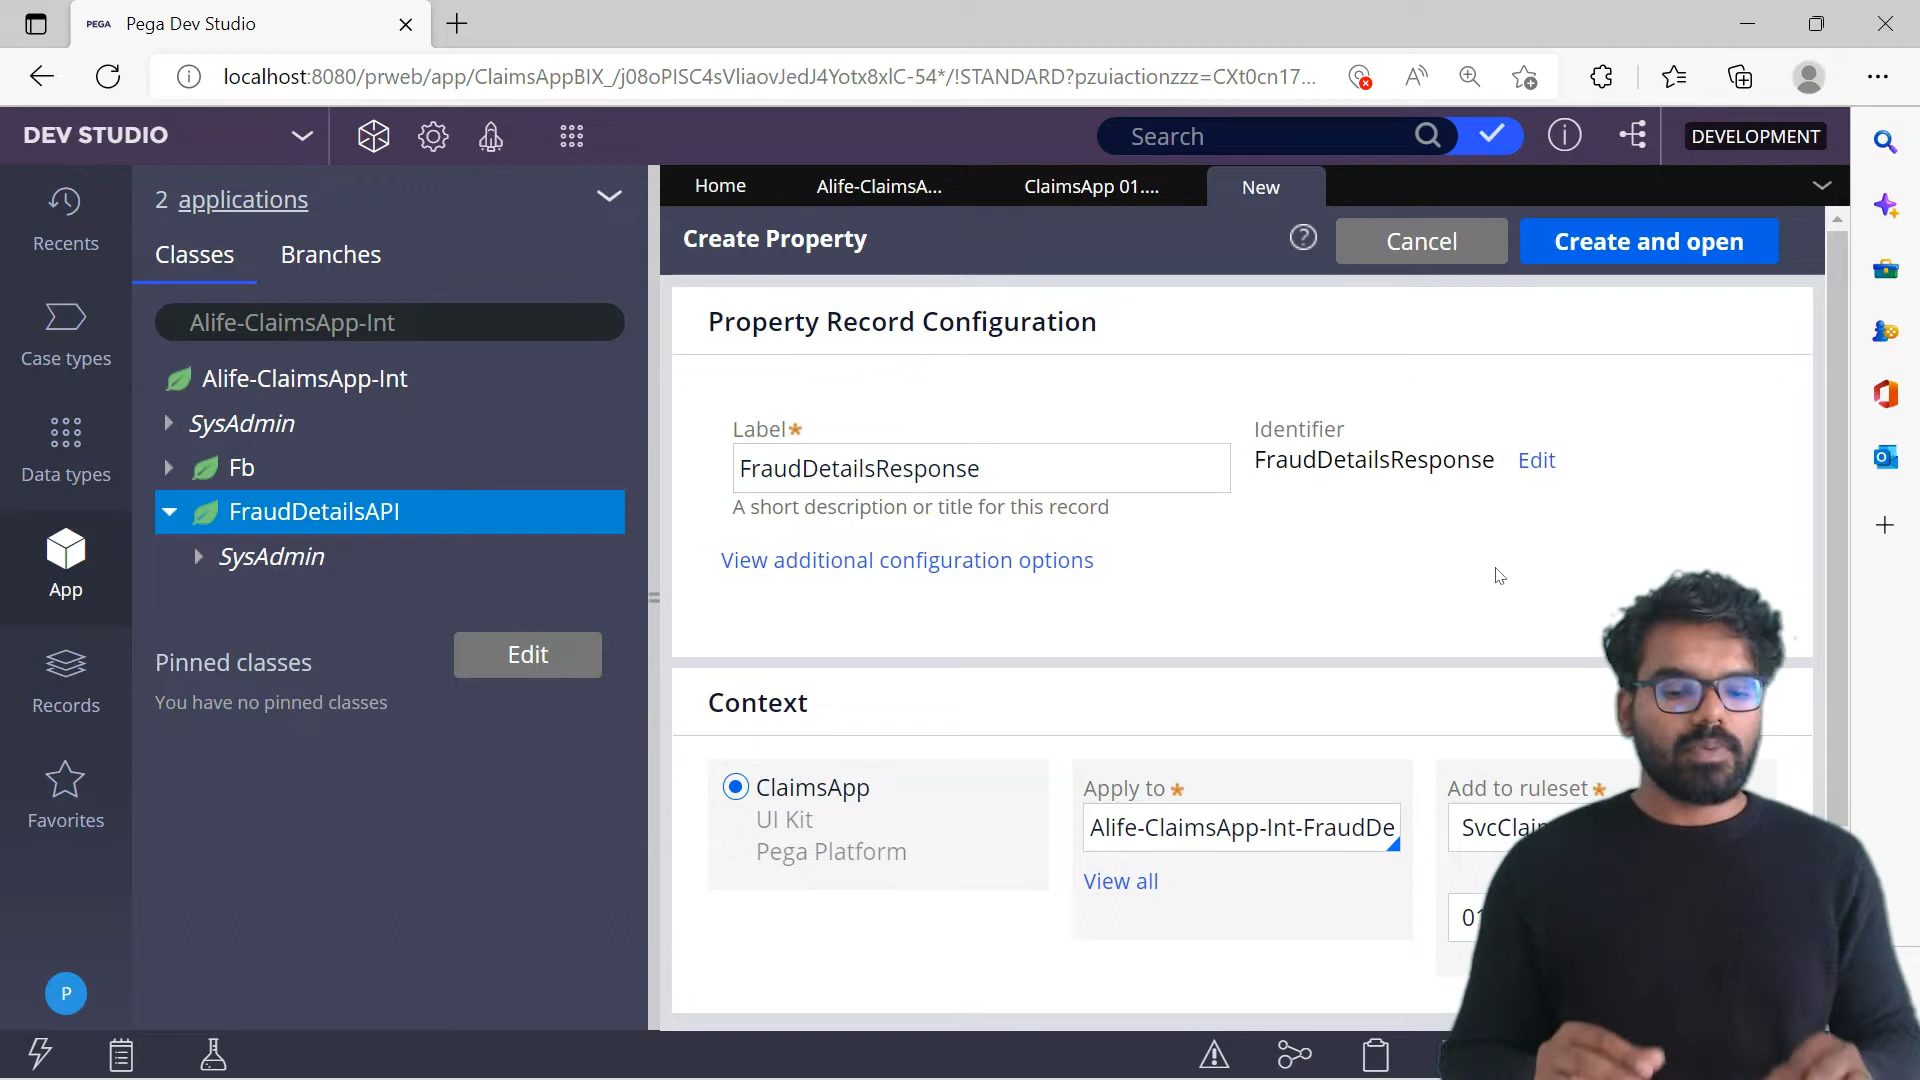 PEGA Pega Dev Studio
localhost:8080/prweb/app/ClaimsAppBIX_/j08oPISC4sVliaovJedJ4Yotx8xlC-54*/!STANDARD?pzuiactionzzz=CXt0cn17...
DEV STUDIO
Search
DEVELOPMENT
Recents
Case types
Data types
App
Records
Favorites
P
2 applications
Classes Branches
Alife-ClaimsApp-Int
Alife-ClaimsApp-Int
SysAdmin
Fb
FraudDetailsAPI
SysAdmin
Pinned classes
Edit
You have no pinned classes
Home Alife-ClaimsA... ClaimsApp 01.... New
Create Property
Cancel Create and open
Property Record Configuration
Label*
FraudDetailsResponse
A short description or title for this record
Identifier
FraudDetailsResponse Edit
View additional configuration options
Context
ClaimsApp
UI Kit
Pega Platform
Apply to *
Alife-ClaimsApp-Int-FraudDe
View all
Add to ruleset*